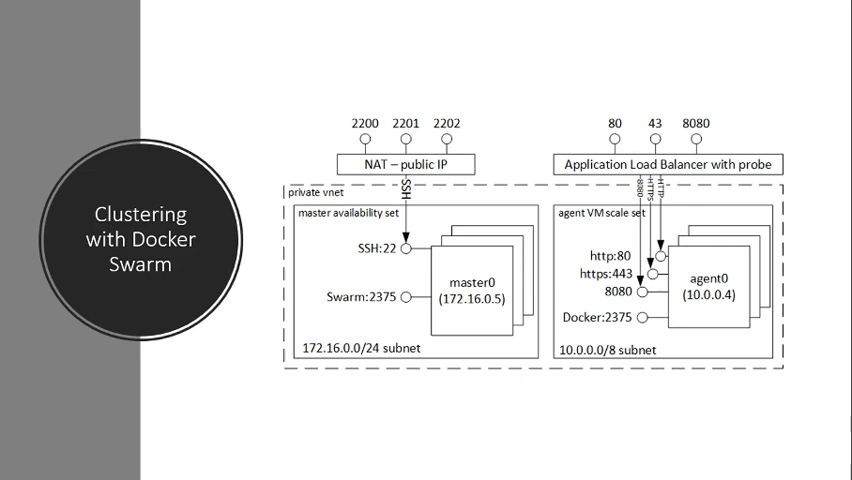 Clustering
with Docker
Swarm
2200 2201 2202
NAT – public IP
80 43 8080
Application Load Balancer with probe
private vnet
SSH
8080
HTTPS
HTTP
master availability set
SSH:22
Swarm:2375
master0
(172.16.0.5)
172.16.0.0/24 subnet
agent VM scale set
http:80
https:443
8080
Docker:2375
agent0
(10.0.0.4)
10.0.0.0/8 subnet